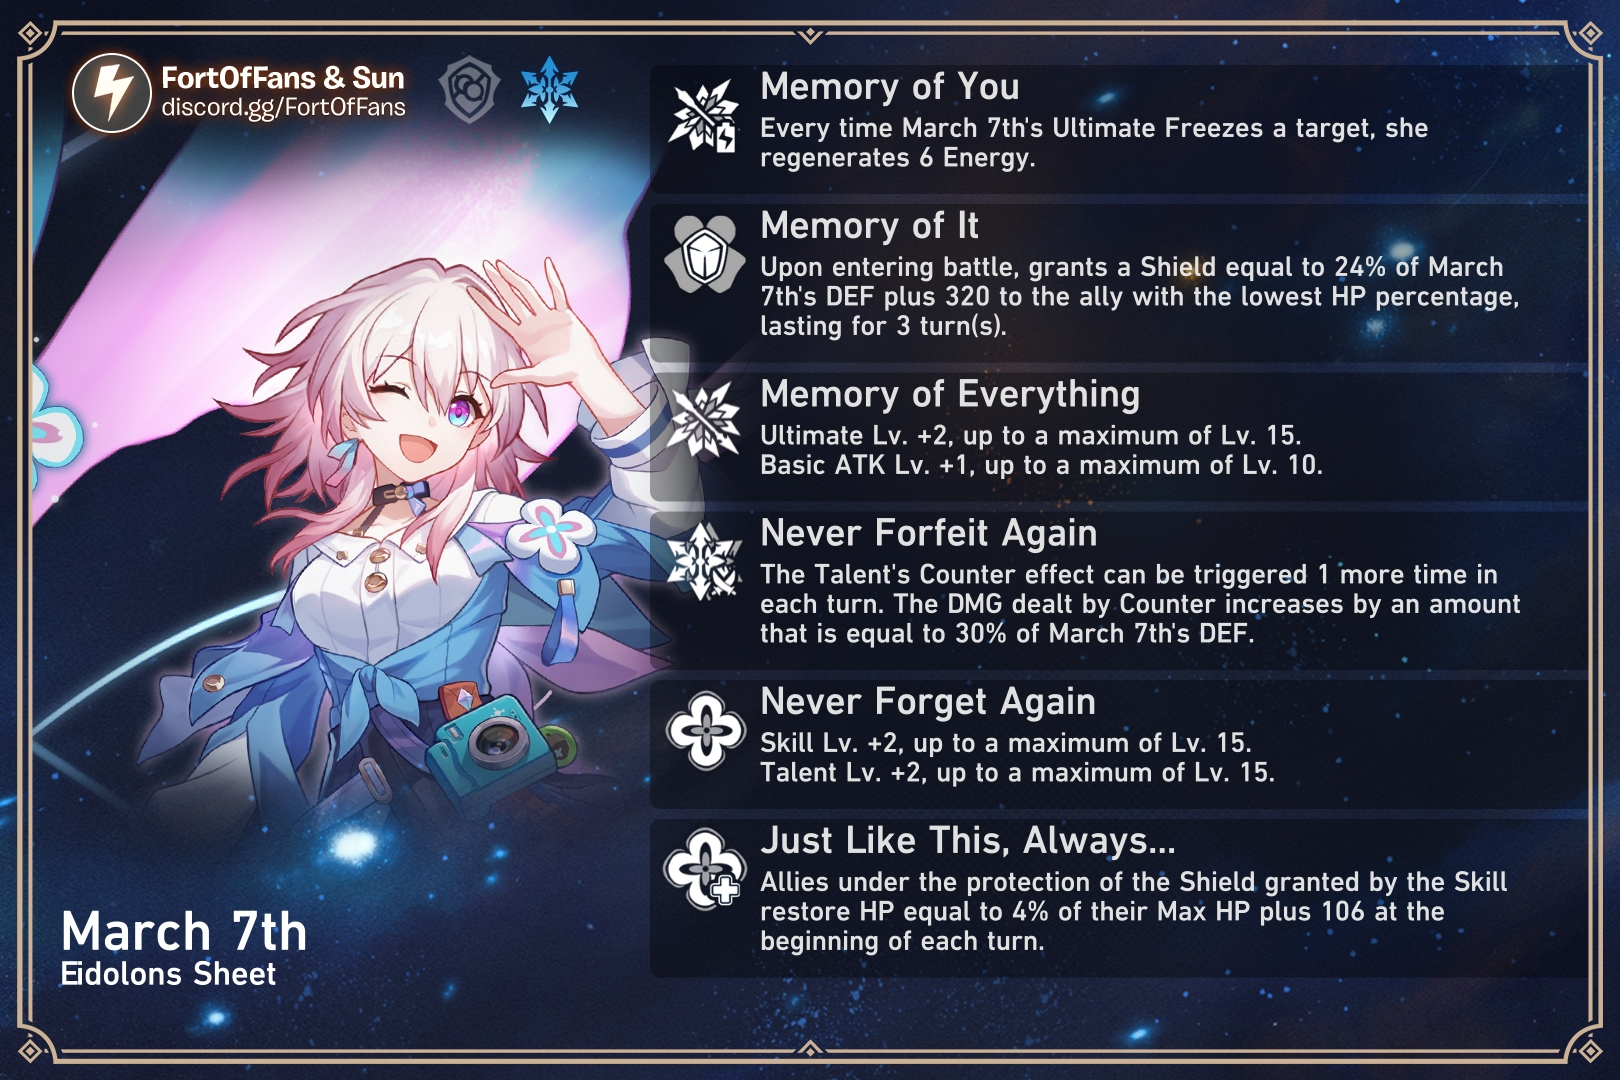 FortOfFans & Sun
discord.gg/FortOfFans
Memory of You
Every time March 7th's Ultimate Freezes a target, she
regenerates 6 Energy.
Memory of It
Upon entering battle, grants a Shield equal to 24% of March
7th's DEF plus 320 to the ally with the lowest HP percentage,
lasting for 3 turn(s).
Memory of Everything
Ultimate Lv. +2, up to a maximum of Lv. 15.
Basic ATK Lv. +1, up to a maximum of Lv. 10.
Never Forfeit Again
The Talent's Counter effect can be triggered 1 more time in
each turn. The DMG dealt by Counter increases by an amount
that is equal to 30% of March 7th's DEF.
Never Forget Again
Skill Lv. +2, up to a maximum of Lv. 15.
Talent Lv. +2, up to a maximum of Lv. 15.
Just Like This, Always...
Allies under the protection of the Shield granted by the Skill
restore HP equal to 4% of their Max HP plus 106 at the
beginning of each turn.
March 7th
Eidolons Sheet